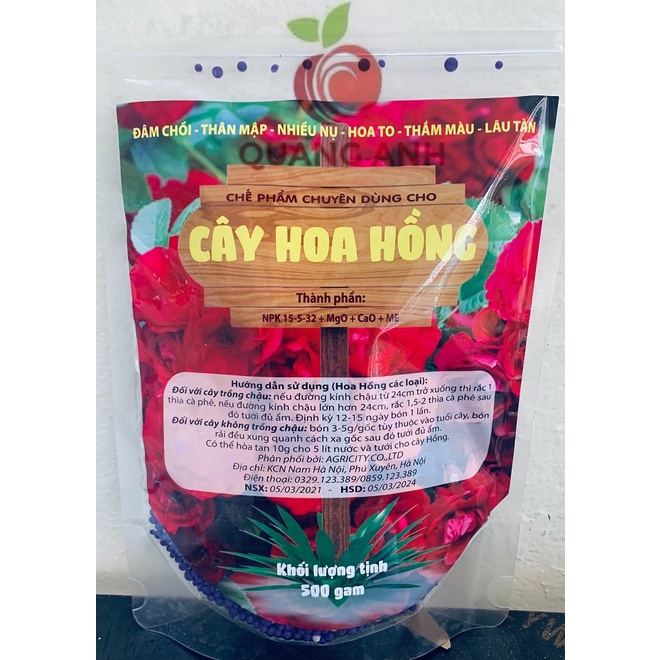 ĐÂM CHỒI - THÂN MẬP - NHIỀU NỤ - HOA TO - THẮM MÀU - LÂU TÀN
QUANG ANH
CHẾ PHẨM CHUYÊN DÙNG CHO
CÂY HOA HỒNG
Thành phần:
NPK 15-5-32 + MgO + CaO + ME
Hướng dẫn sử dụng (Hoa Hồng các loại):
Đối với cây trồng chậu: nếu đường kính chậu từ 24cm trở xuống thì rắc 1
thìa cà phê, nếu đường kính chậu lớn hơn 24cm, rắc 1,5-2 thìa cà phê sau
đó tưới đủ ẩm. Định kỳ 12-15 ngày bón 1 lần.
Đối với cây không trồng chậu: bón 3-5g/gốc tùy thuộc vào tuổi cây, bón
rải đều xung quanh cách xa gốc sau đó tưới đủ ẩm.
Có thể hòa tan 10g cho 5 lít nước và tưới cho cây Hồng.
Phân phối bởi: AGRICITY.CO.,LTD
Địa chỉ: KCN Nam Hà Nội, Phú Xuyên, Hà Nội
Điện thoại: 0329.123.389/0859.123.389
NSX: 05/03/2021 - HSD: 05/03/2024
Khối lượng tịnh
500 gam